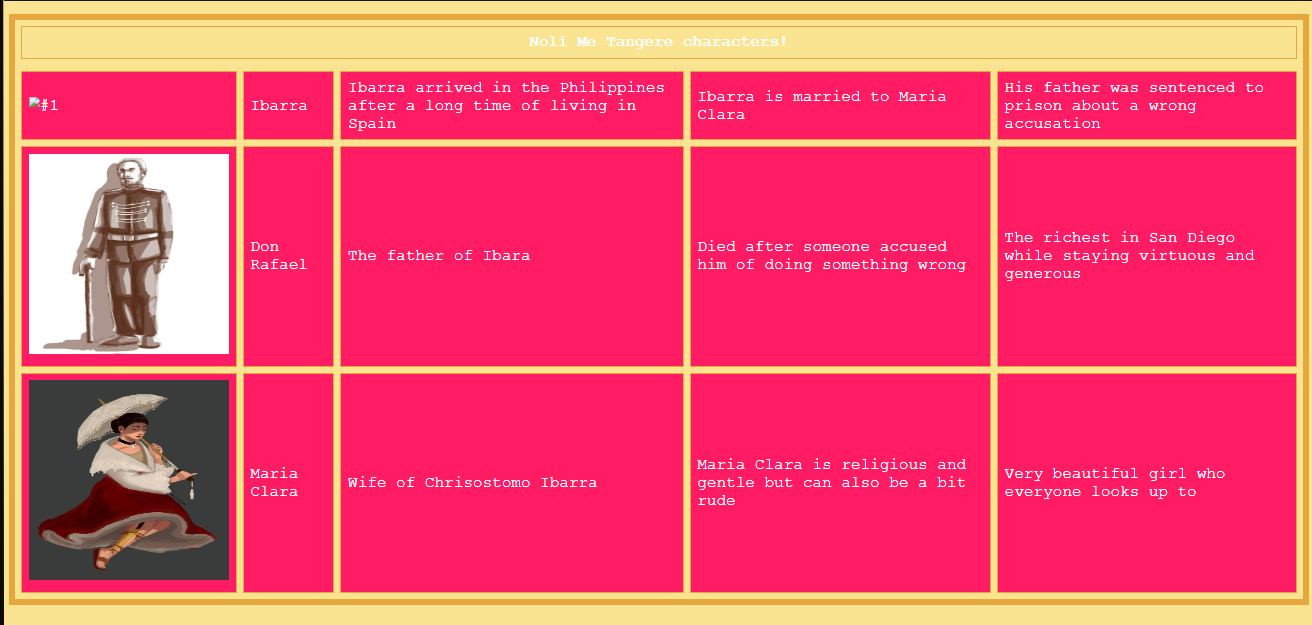 Noli Me Tangere characters!
#1
Ibarra
Ibarra arrived in the Philippines
after a long time of living in
Spain
Ibarra is married to Maria
Clara
His father was sentenced to
prison about a wrong
accusation
Don
Rafael
The father of Ibara
Died after someone accused
him of doing something wrong
The richest in San Diego
while staying virtuous and
generous
Maria
Clara
Wife of Chrisostomo Ibarra
Maria Clara is religious and
gentle but can also be a bit
rude
Very beautiful girl who
everyone looks up to